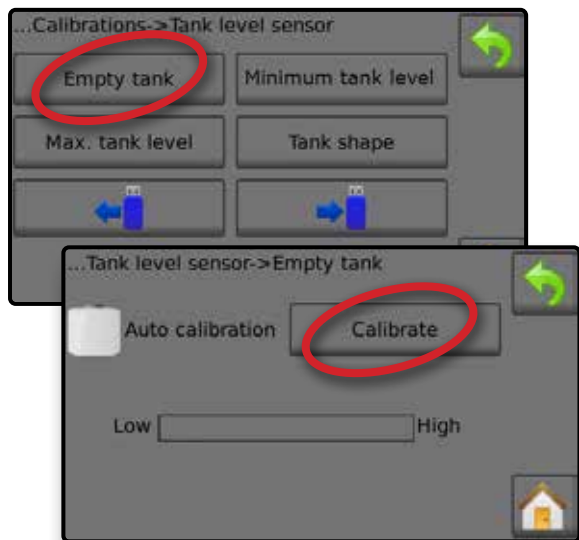 ...Calibrations->Tank level sensor
Empty tank
Minimum tank level
Max. tank level
Tank shape
...Tank level sensor->Empty tank
Auto calibration
Calibrate
Low
High